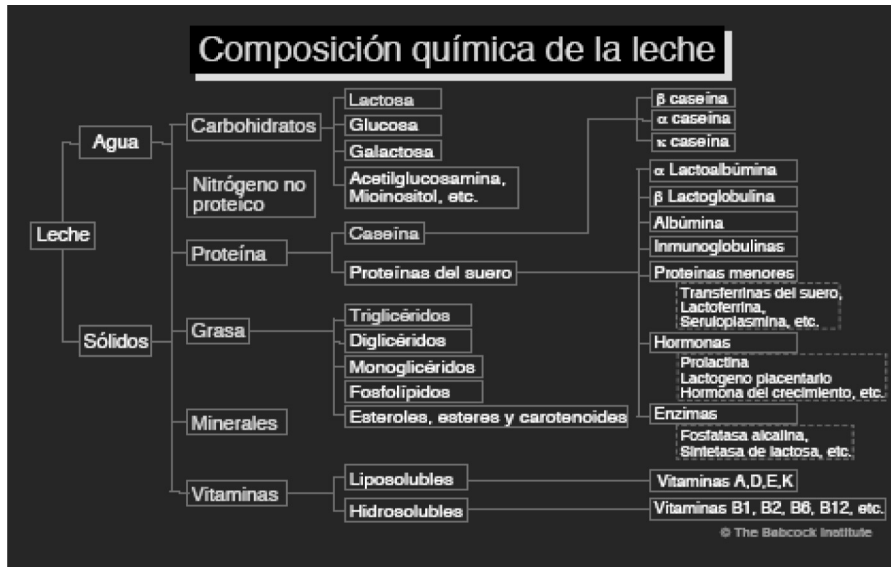 Composición química de la leche
Leche
Agua
Sólidos
Carbohidratos
Nitrógeno no
proteíco
Proteína
Grasa
Minerales
Vitaminas
Lactosa
Glucosa
Galactosa
Acetilglucosamina,
Mioinositol, etc.
Caseína
Proteínas del suero
Triglicéridos
Diglicéridos
Monoglicéridos
Fosfolípidos
Esteroles, esteres y carotenoides
Liposolubles
Hidrosolubles
β caseína
α caseína
κ caseína
α Lactoalbúmina
β Lactoglobulina
Albúmina
Inmunoglobulinas
Proteínas menores
Transferrinas del suero,
Lactoferrina,
Seruloplasmina, etc.
Hormonas
Prolactina
Lactogeno placentario
Hormona del crecimiento, etc.
Enzimas
Fosfatasa alcalina,
Sintetasa de lactosa, etc.
Vitaminas A,D,E,K
Vitaminas B1, B2, B6, B12, etc.
© The Babcock Institute